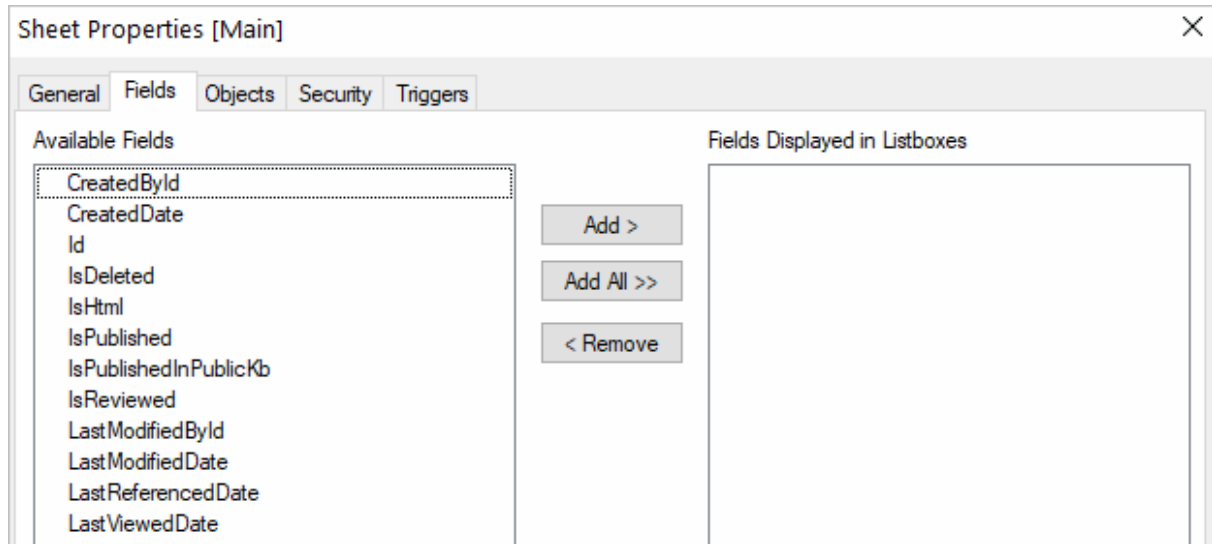 Sheet Properties [Main]
General Fields Objects Security Triggers
Available Fields
Fields Displayed in Listboxes
CreatedById
CreatedDate
Id
IsDeleted
IsHtml
IsPublished
IsPublishedInPublicKb
IsReviewed
LastModifiedById
LastModifiedDate
LastReferencedDate
LastViewedDate
Add >
Add All >>
< Remove